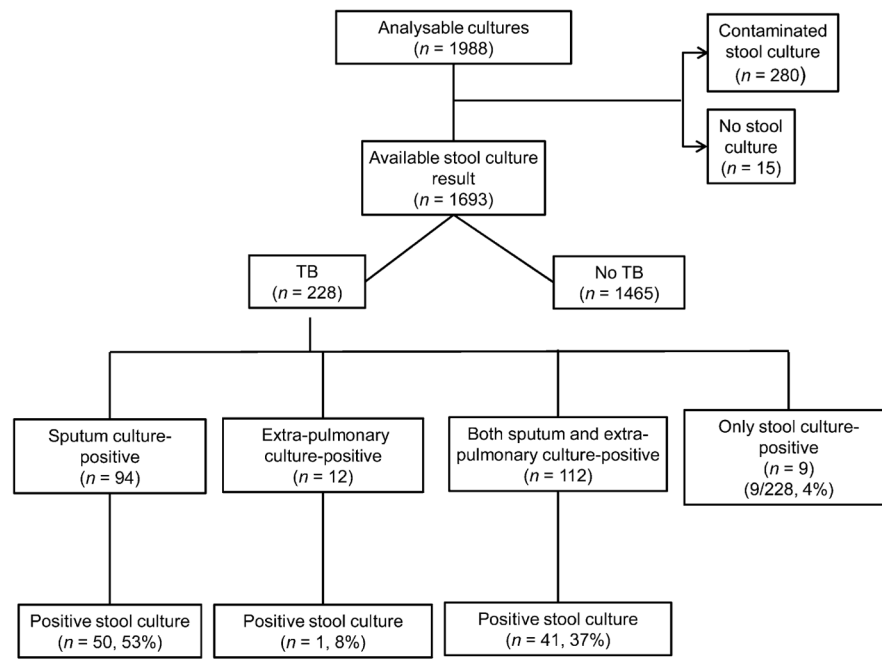 Analysable cultures
(n = 1988)
Contaminated
stool culture
(n = 280)
No stool
culture
(n = 15)
Available stool culture
result
(n = 1693)
TB
(n = 228)
No TB
(n = 1465)
Sputum culture-
positive
(n = 94)
Extra-pulmonary
culture-positive
(n = 12)
Both sputum and extra-
pulmonary culture-positive
(n = 112)
Only stool culture-
positive
(n = 9)
(9/228, 4%)
Positive stool culture
(n = 50, 53%)
Positive stool culture
(n = 1, 8%)
Positive stool culture
(n = 41, 37%)